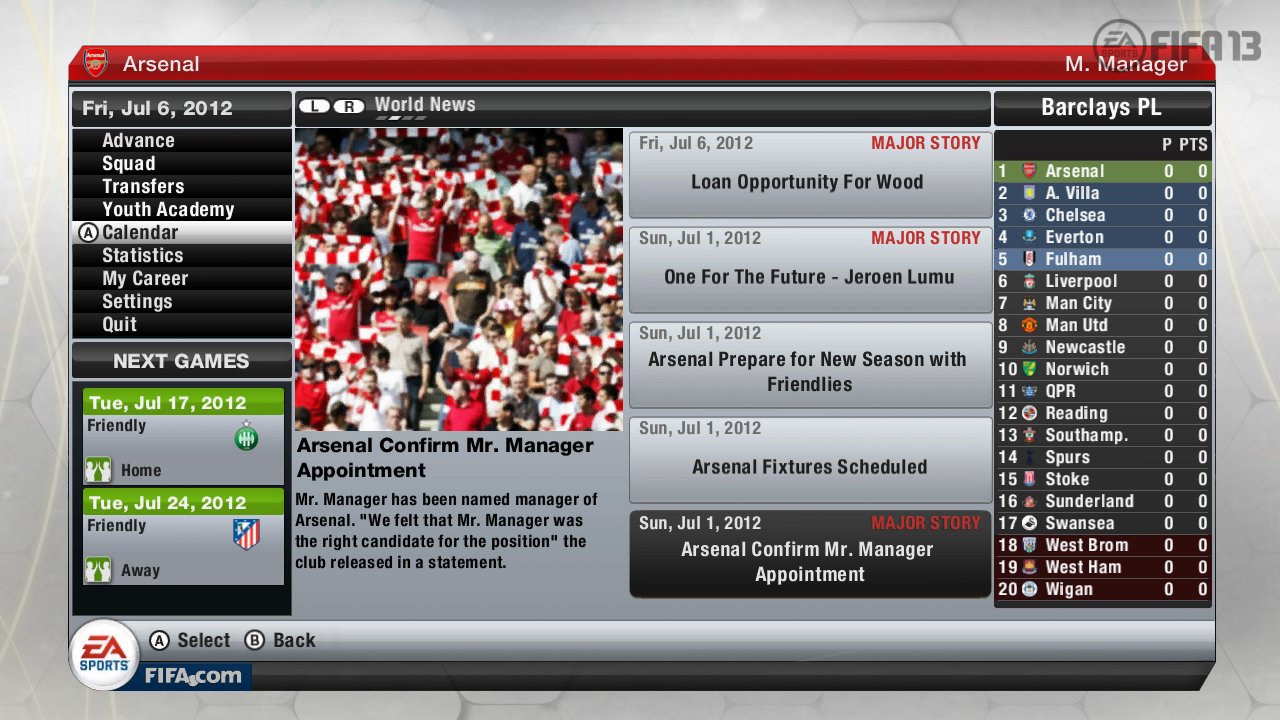 EA SPORTS FIFA 13
Arsenal
M. Manager
Fri, Jul 6, 2012
Advance
Squad
Transfers
Youth Academy
A Calendar
Statistics
My Career
Settings
Quit
NEXT GAMES
Tue, Jul 17, 2012
Friendly
Home
Tue, Jul 24, 2012
Friendly
Away
L R World News
Arsenal Confirm Mr. Manager
Appointment
Mr. Manager has been named manager of
Arsenal. "We felt that Mr. Manager was
the right candidate for the position" the
club released in a statement.
Fri, Jul 6, 2012 MAJOR STORY
Loan Opportunity For Wood
Sun, Jul 1, 2012 MAJOR STORY
One For The Future - Jeroen Lumu
Sun, Jul 1, 2012
Arsenal Prepare for New Season with
Friendlies
Sun, Jul 1, 2012
Arsenal Fixtures Scheduled
Sun, Jul 1, 2012 MAJOR STORY
Arsenal Confirm Mr. Manager
Appointment
Barclays PL
P PTS
1 Arsenal 0 0
2 A. Villa 0 0
3 Chelsea 0 0
4 Everton 0 0
5 Fulham 0 0
6 Liverpool 0 0
7 Man City 0 0
8 Man Utd 0 0
9 Newcastle 0 0
10 Norwich 0 0
11 QPR 0 0
12 Reading 0 0
13 Southamp. 0 0
14 Spurs 0 0
15 Stoke 0 0
16 Sunderland 0 0
17 Swansea 0 0
18 West Brom 0 0
19 West Ham 0 0
20 Wigan 0 0
A Select B Back
EA SPORTS
FIFA.com